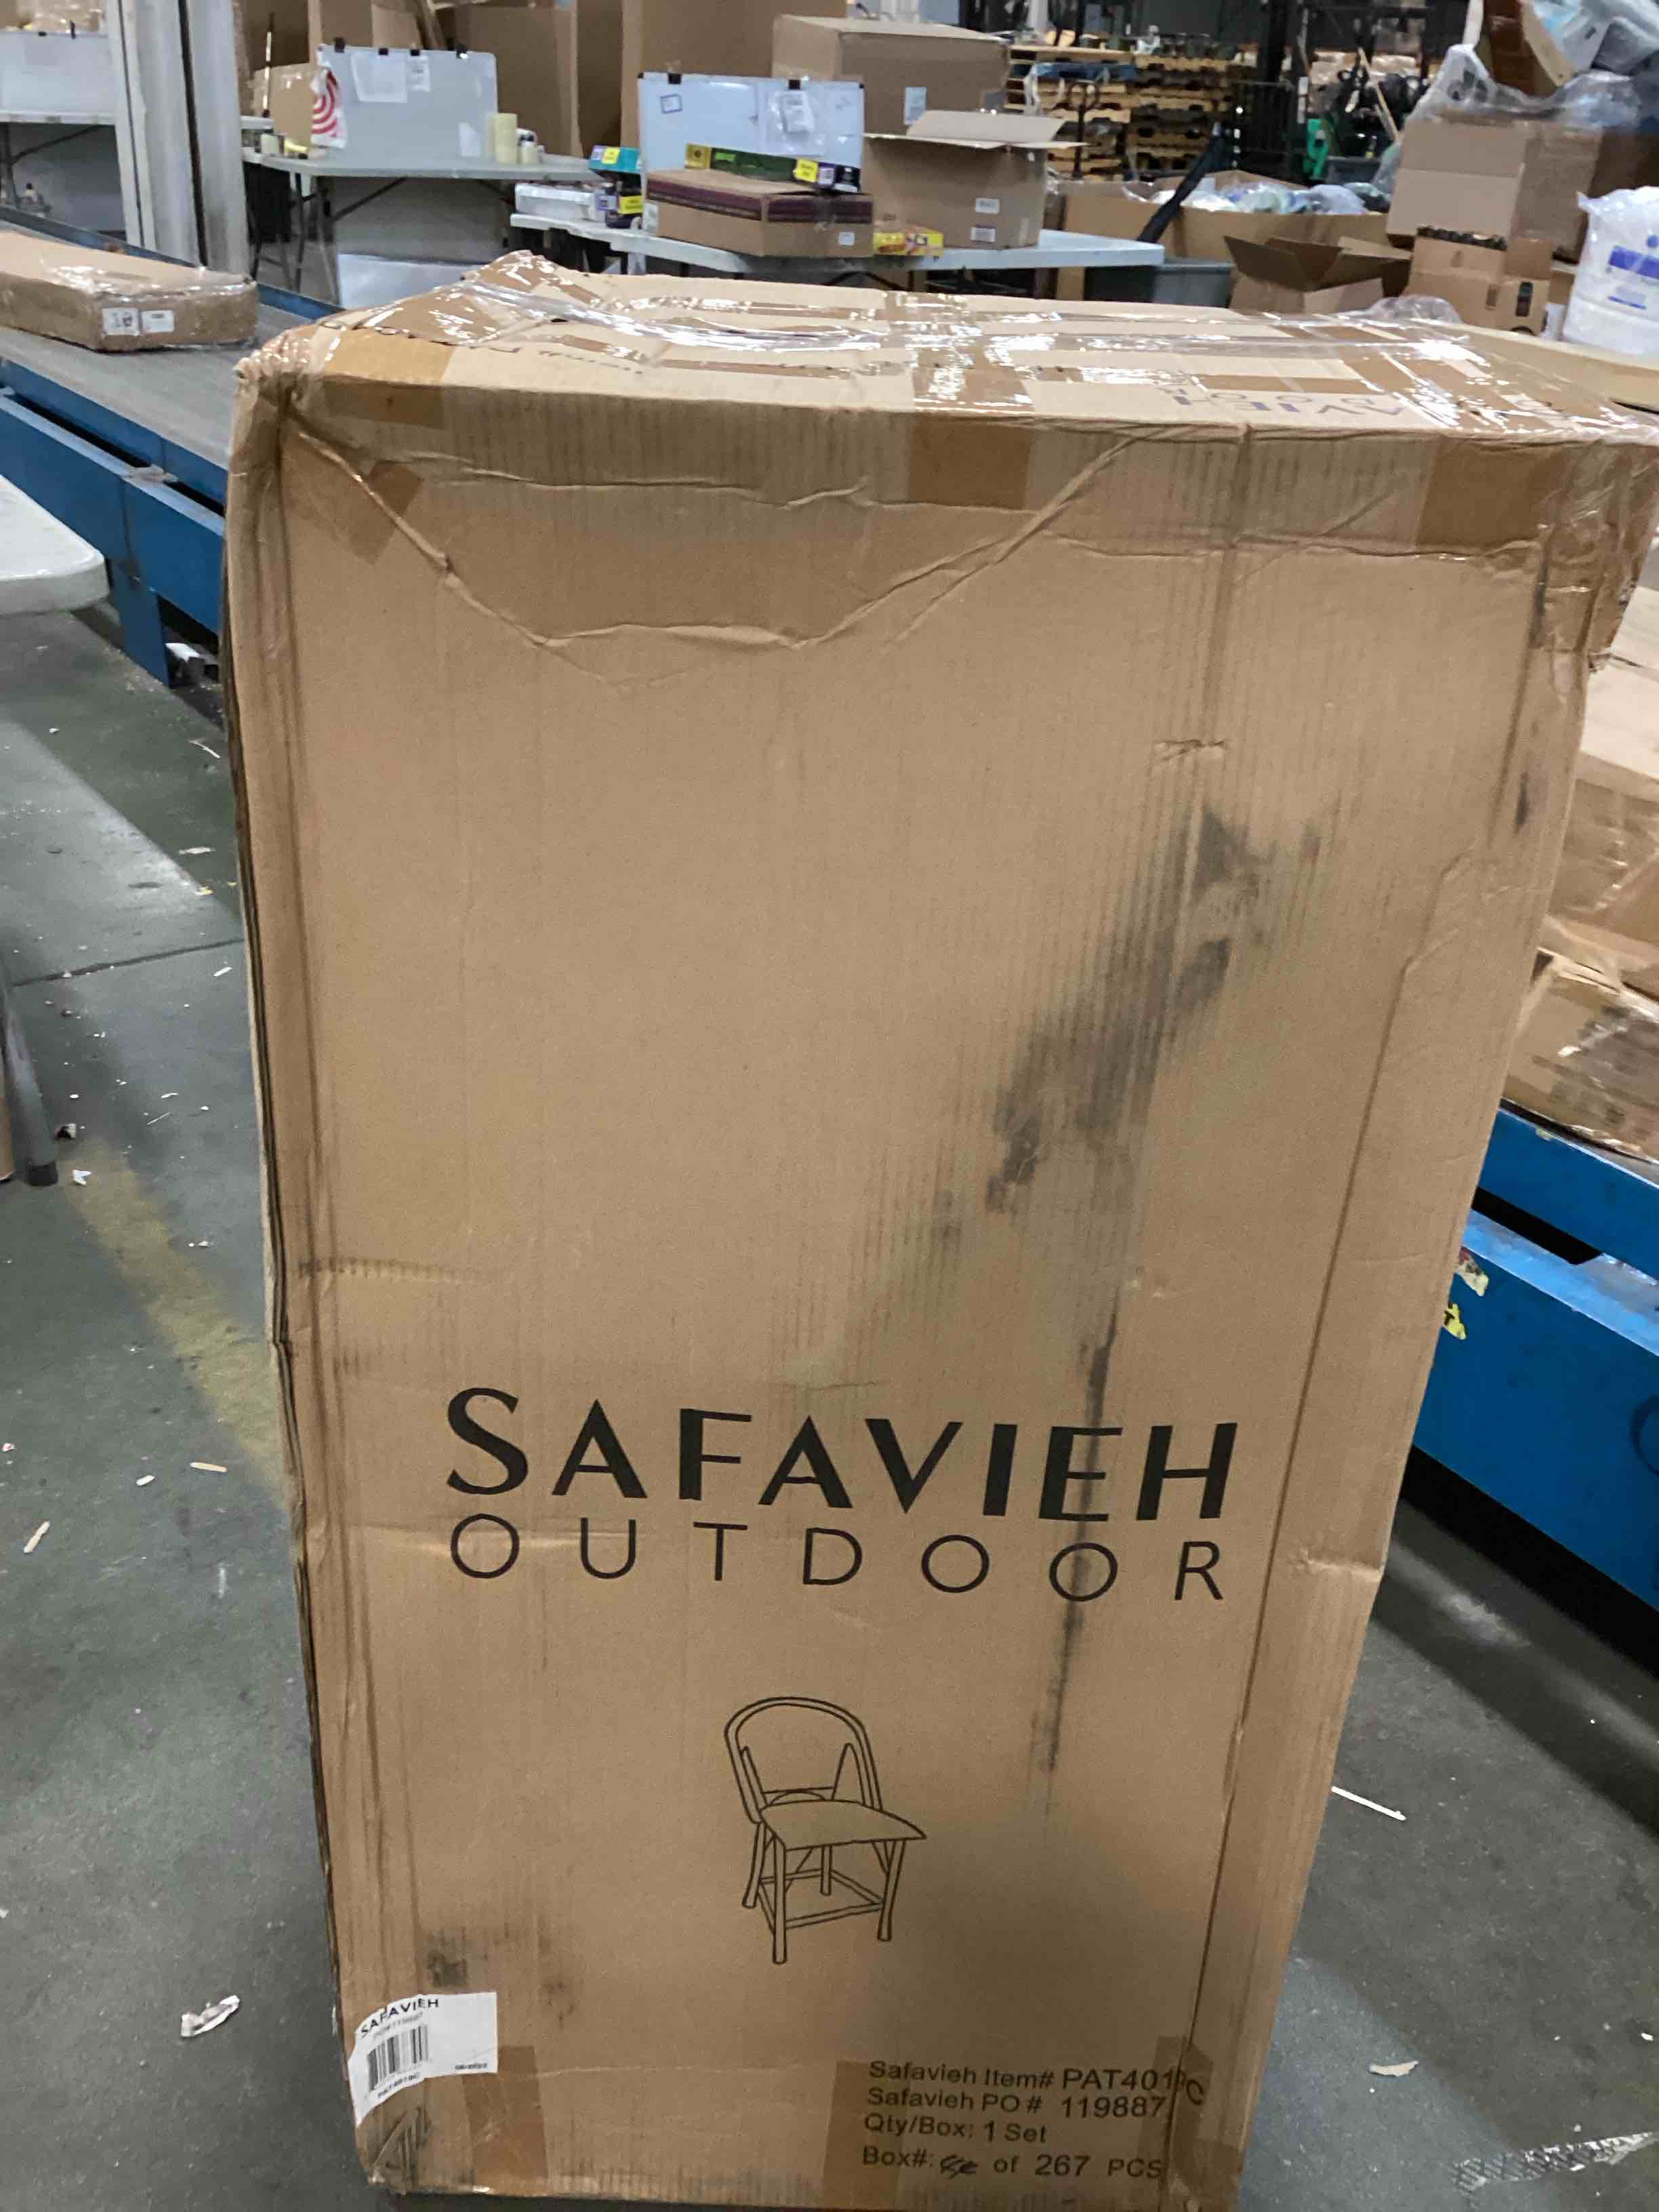 SAFAVIEH
OUTDOOR
SAFAVIEH
Safavieh Item# PAT401
Safavieh PO # 119887
Qty/Box: 1 Set
Box#: of 267 PCS